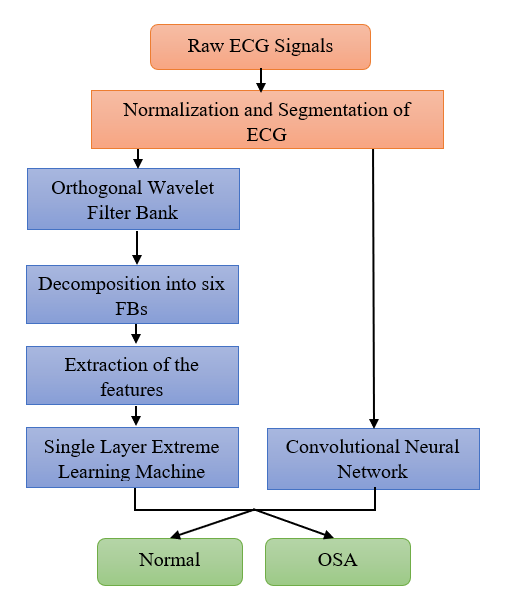 Raw ECG Signals
Normalization and Segmentation of
ECG
Orthogonal Wavelet
Filter Bank
Decomposition into six
FBs
Extraction of the
features
Single Layer Extreme
Learning Machine
Convolutional Neural
Network
Normal
OSA